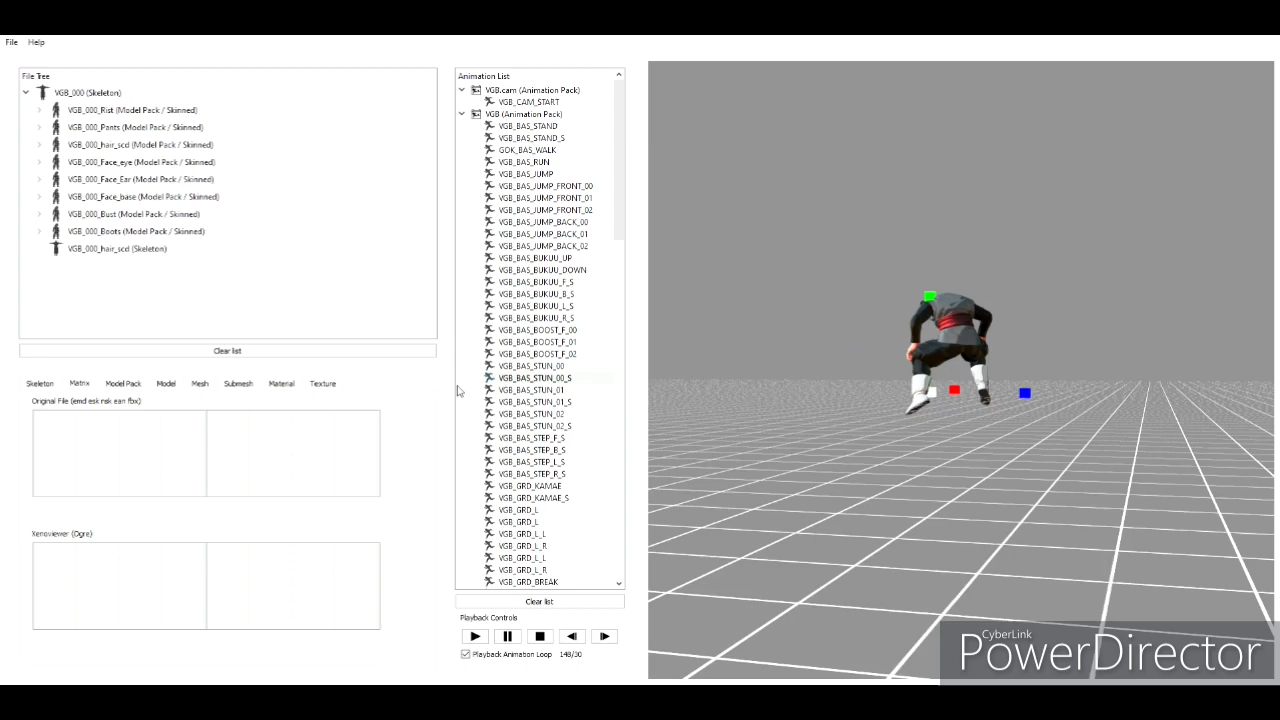 File Help
File Tree
VGB_000 (Skeleton)
VGB_000_Rist (Model Pack / Skinned)
VGB_000_Pants (Model Pack / Skinned)
VGB_000_hair_scd (Model Pack / Skinned)
VGB_000_Face_eye (Model Pack / Skinned)
VGB_000_Face_Ear (Model Pack / Skinned)
VGB_000_Face_base (Model Pack / Skinned)
VGB_000_Bust (Model Pack / Skinned)
VGB_000_Boots (Model Pack / Skinned)
VGB_000_hair_scd (Skeleton)
Clear list
Skeleton Matrix Model Pack Model Mesh Submesh Material Texture
Original File (emd esk nsk ean fbx)
Xenoviewer (Ogre)
Animation List
VGB.cam (Animation Pack)
VGB_CAM_START
VGB (Animation Pack)
VGB_BAS_STAND
VGB_BAS_STAND_S
GOK_BAS_WALK
VGB_BAS_RUN
VGB_BAS_JUMP
VGB_BAS_JUMP_FRONT_00
VGB_BAS_JUMP_FRONT_01
VGB_BAS_JUMP_FRONT_02
VGB_BAS_JUMP_BACK_00
VGB_BAS_JUMP_BACK_01
VGB_BAS_JUMP_BACK_02
VGB_BAS_BUKUU_UP
VGB_BAS_BUKUU_DOWN
VGB_BAS_BUKUU_F_S
VGB_BAS_BUKUU_B_S
VGB_BAS_BUKUU_L_S
VGB_BAS_BUKUU_R_S
VGB_BAS_BOOST_F_00
VGB_BAS_BOOST_F_01
VGB_BAS_BOOST_F_02
VGB_BAS_STUN_00
VGB_BAS_STUN_00_S
VGB_BAS_STUN_01
VGB_BAS_STUN_01_S
VGB_BAS_STUN_02
VGB_BAS_STUN_02_S
VGB_BAS_STEP_F_S
VGB_BAS_STEP_B_S
VGB_BAS_STEP_L_S
VGB_BAS_STEP_R_S
VGB_GRD_KAMAE
VGB_GRD_KAMAE_S
VGB_GRD_L
VGB_GRD_L
VGB_GRD_L_L
VGB_GRD_L_R
VGB_GRD_L_L
VGB_GRD_L_R
VGB_GRD_BREAK
Clear list
Playback Controls
Playback Animation Loop 148/30
CyberLink
PowerDirector